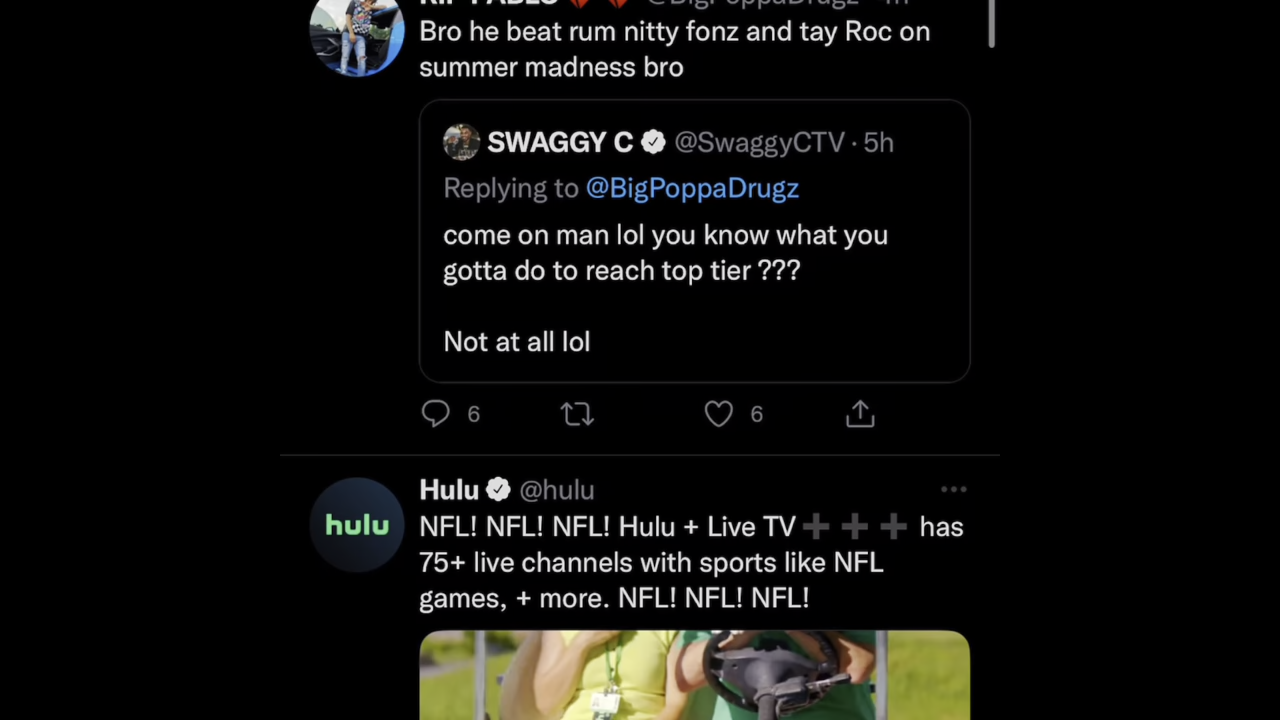 @BigPoppaDrugz · 4h
Bro he beat rum nitty fonz and tay Roc on
summer madness bro
SWAGGY C @SwaggyCTV · 5h
Replying to @BigPoppaDrugz
come on man lol you know what you
gotta do to reach top tier ???
Not at all lol
6 6
Hulu @hulu
hulu
NFL! NFL! NFL! Hulu + Live TV ➕ ➕ ➕ has
75+ live channels with sports like NFL
games, + more. NFL! NFL! NFL!